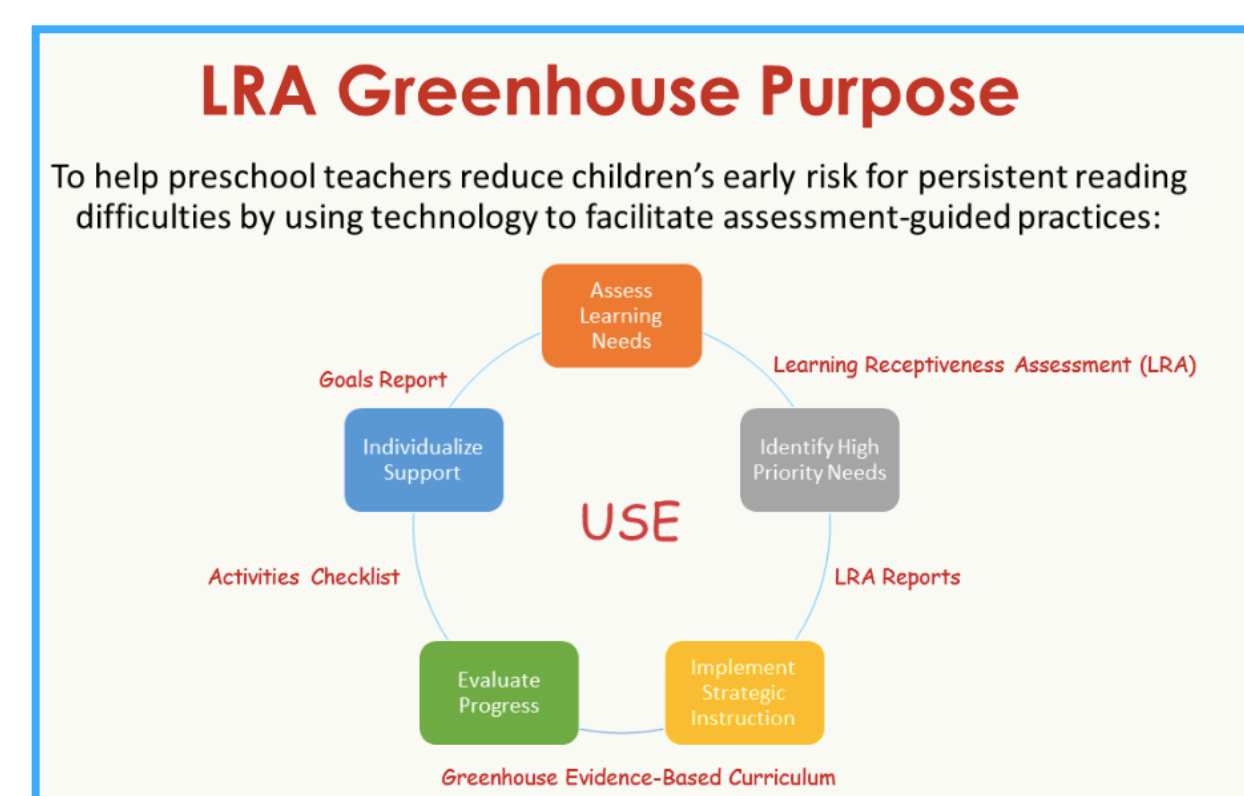 LRA Greenhouse Purpose
To help preschool teachers reduce children’s early risk for persistent reading
difficulties by using technology to facilitate assessment-guided practices:
Assess
Learning
Needs
Learning Receptiveness Assessment (LRA)
Goals Report
Individualize
Support
Identify High
Priority Needs
USE
Activities Checklist
LRA Reports
Evaluate
Progress
Implement
Strategic
Instruction
Greenhouse Evidence-Based Curriculum